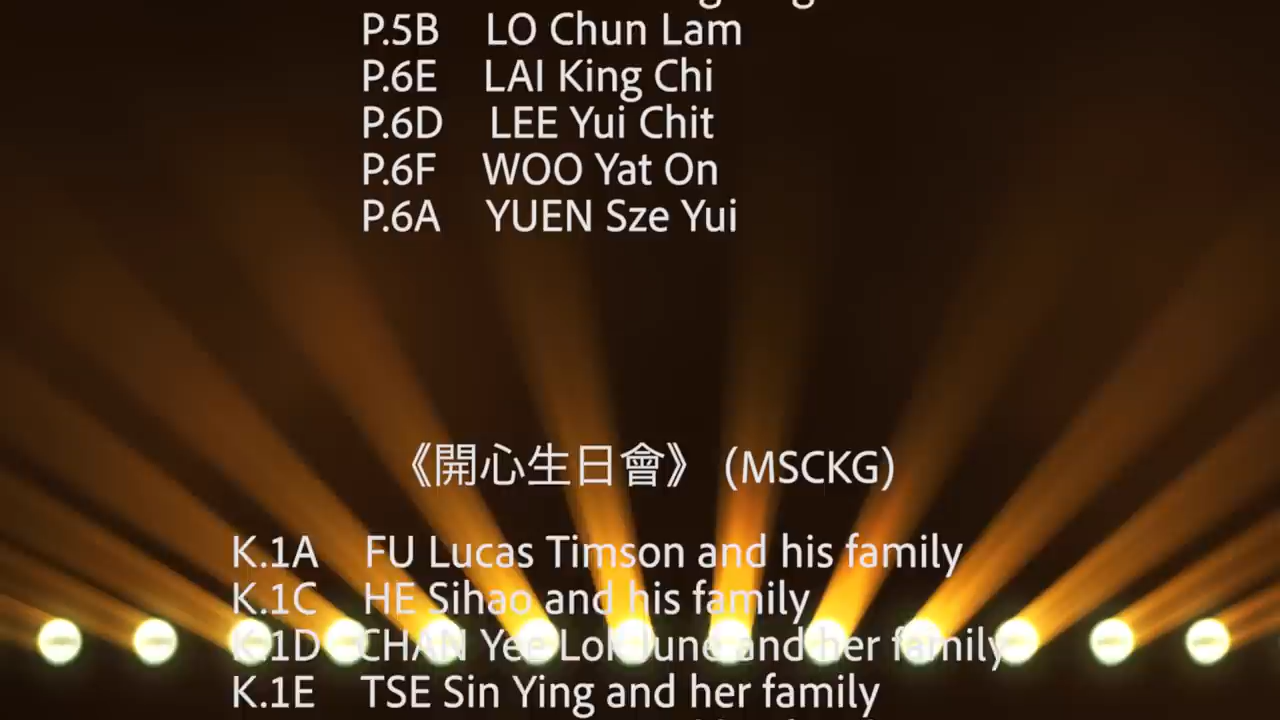 P.5B LO Chun Lam
P.6E LAI King Chi
P.6D LEE Yui Chit
P.6F WOO Yat On
P.6A YUEN Sze Yui
《開心生日會》 (MSCKG)
K.1A FU Lucas Timson and his family
K.1C HE Sihao and his family
K.1D CHAN Yee Lok June and her family
K.1E TSE Sin Ying and her family